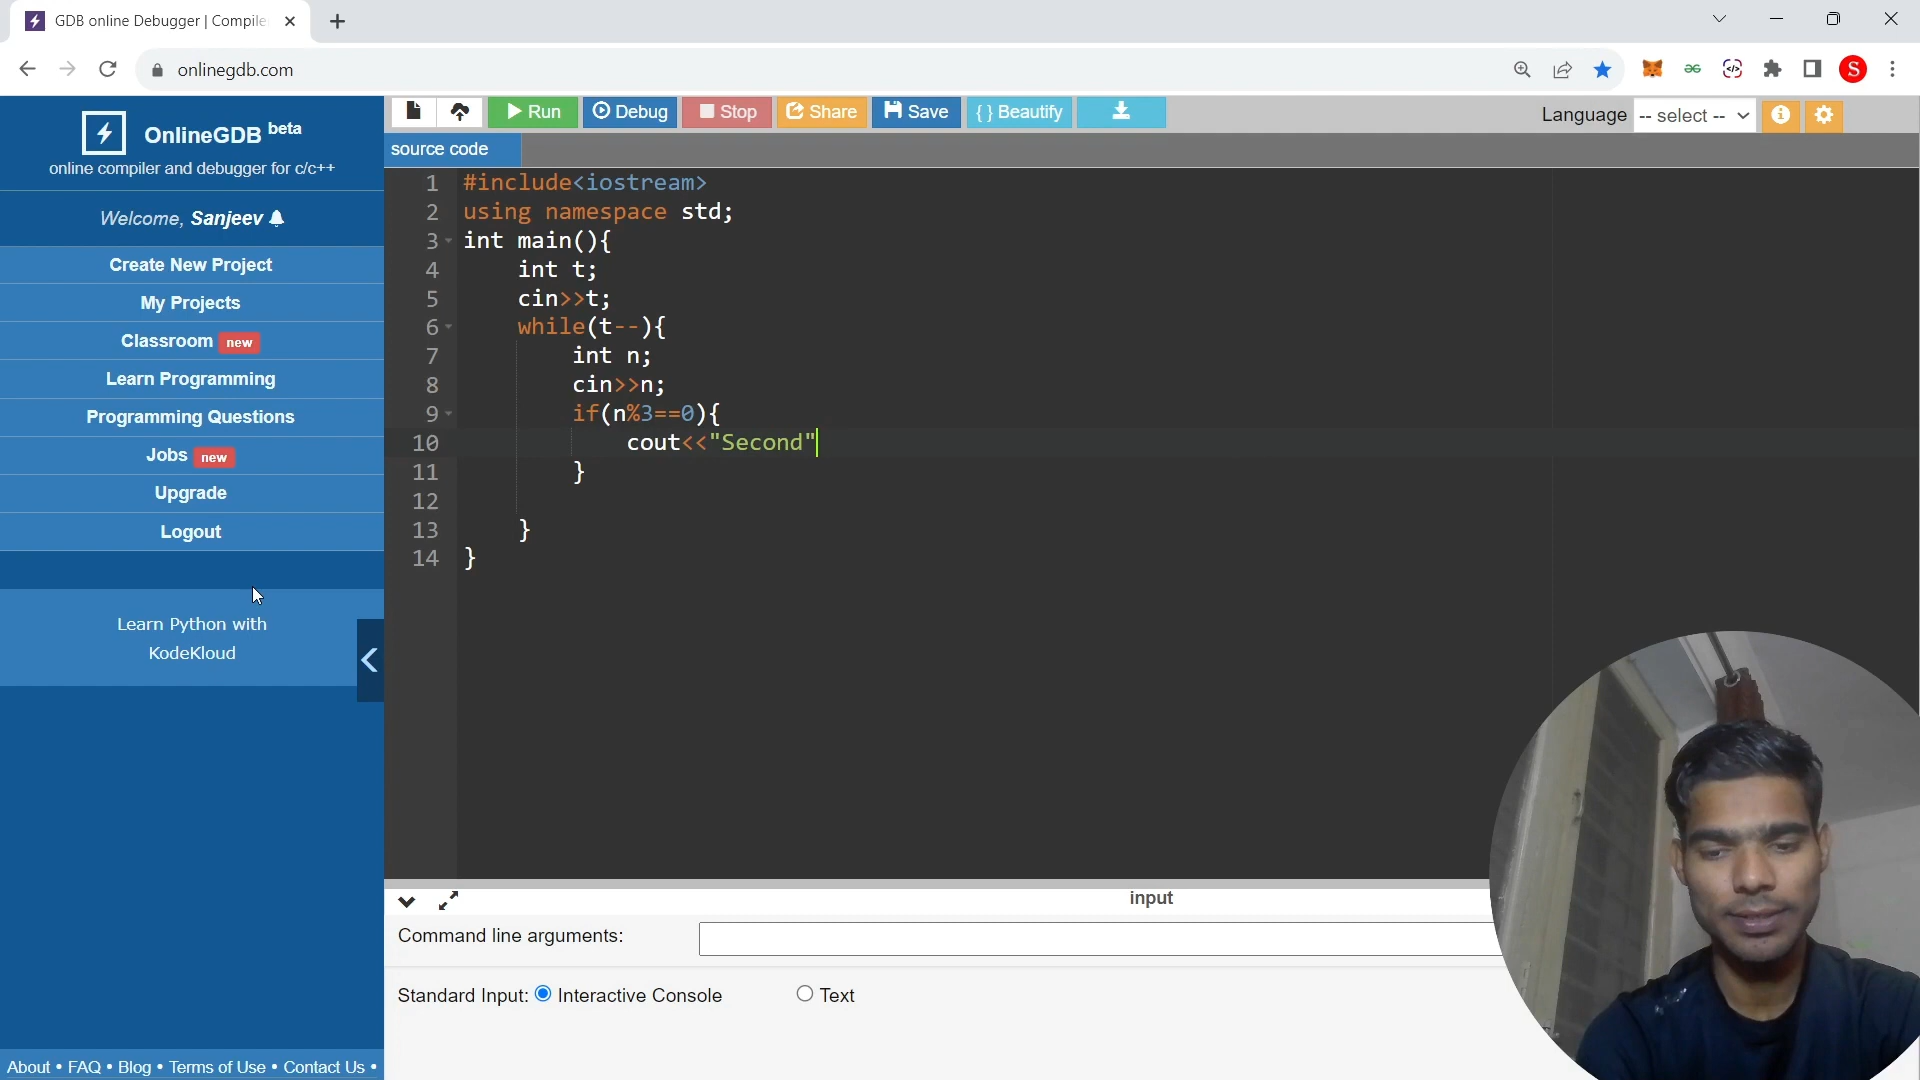 GDB online Debugger | Compile
onlinegdb.com
S
OnlineGDB beta
online compiler and debugger for c/c++
Welcome, Sanjeev
Create New Project
My Projects
Classroom new
Learn Programming
Programming Questions
Jobs new
Upgrade
Logout
Learn Python with
KodeKloud
About • FAQ • Blog • Terms of Use • Contact Us •
Run Debug Stop Share Save { } Beautify
Language -- select --
source code
1 #include<iostream>
2 using namespace std;
3 int main(){
4 int t;
5 cin>>t;
6 while(t--){
7 int n;
8 cin>>n;
9 if(n%3==0){
10 cout<<"Second"
11 }
12
13 }
14 }
input
Command line arguments:
Standard Input: Interactive Console Text